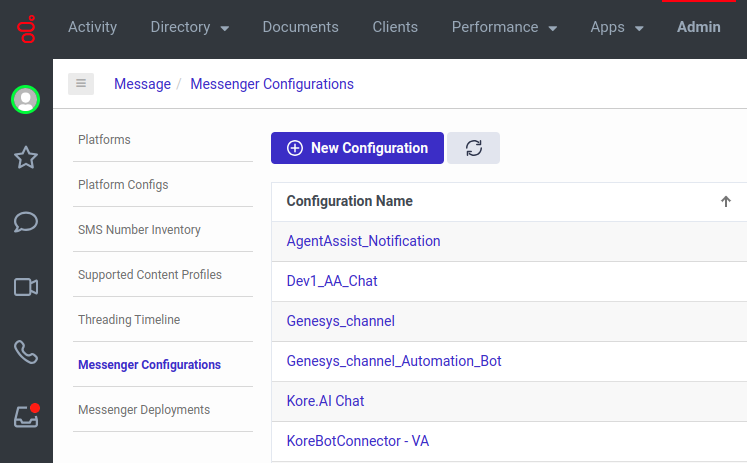 Activity Directory Documents Clients Performance Apps Admin
Message / Messenger Configurations
Platforms
Platform Configs
SMS Number Inventory
Supported Content Profiles
Threading Timeline
Messenger Configurations
Messenger Deployments
New Configuration
Configuration Name
AgentAssist_Notification
Dev1_AA_Chat
Genesys_channel
Genesys_channel_Automation_Bot
Kore.AI Chat
KoreBotConnector - VA